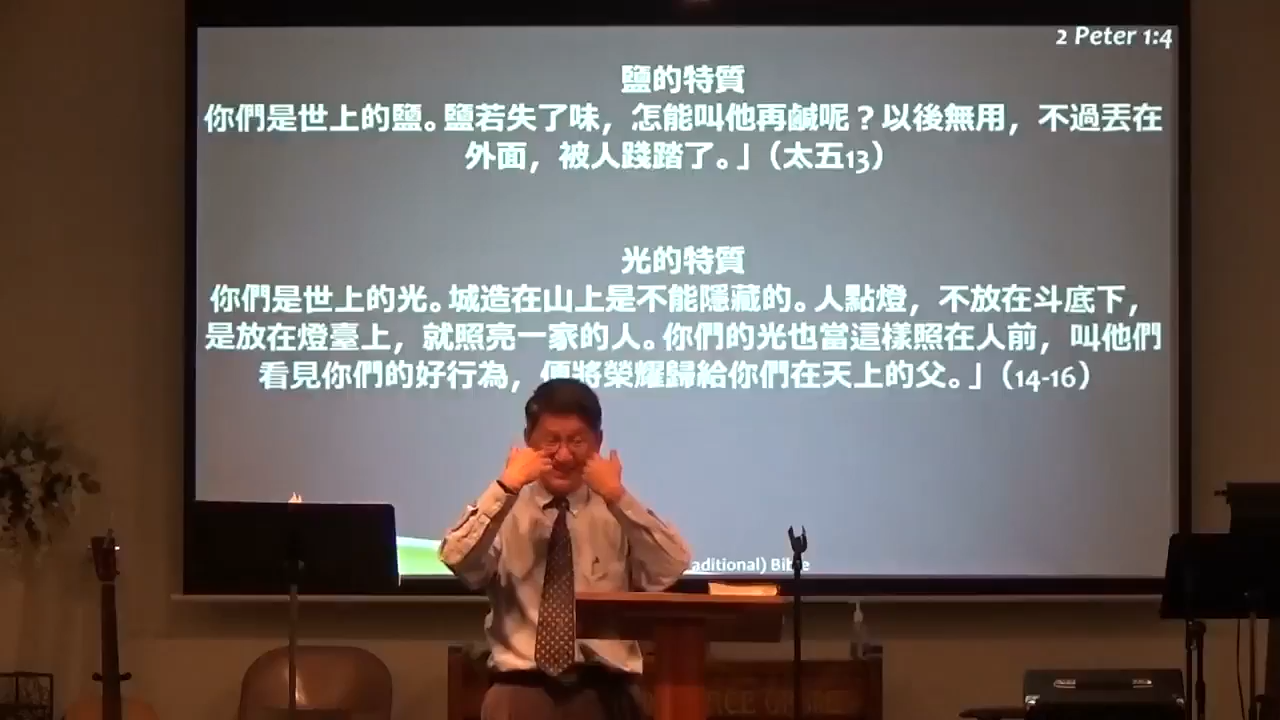 2 Peter 1:4
鹽的特質
你們是世上的鹽。鹽若失了味，怎能叫他再鹹呢？以後無用，不過丟在
外面，被人踐踏了。」（太五13）
光的特質
你們是世上的光。城造在山上是不能隱藏的。人點燈，不放在斗底下，
是放在燈臺上，就照亮一家的人。你們的光也當這樣照在人前，叫他們
看見你們的好行為，便將榮耀歸給你們在天上的父。」（14-16）
aditional) Bible